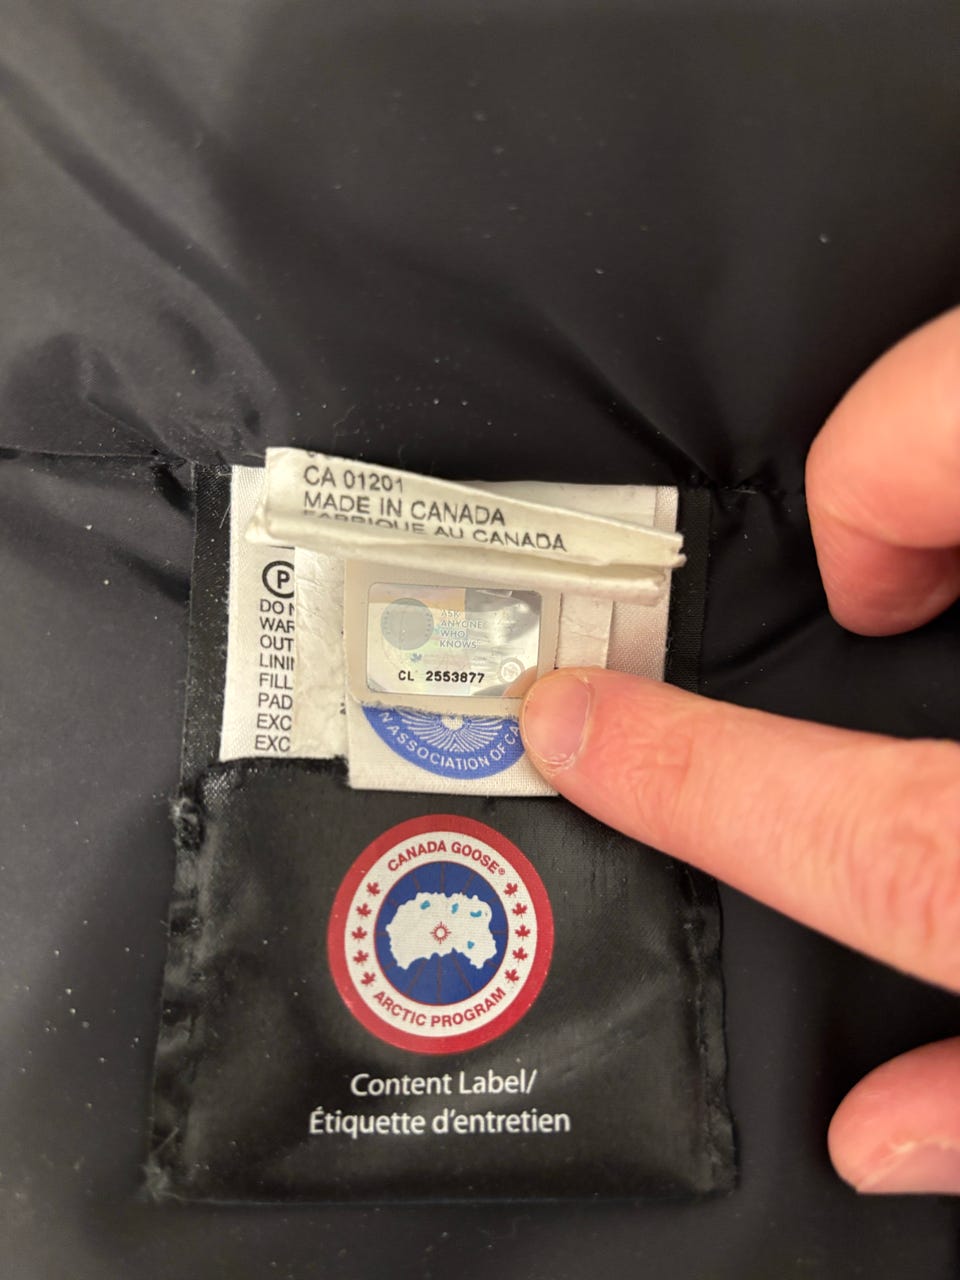 CA 01201
MADE IN CANADA
FABRIQUE AU CANADA
P
DO
WAR
OUT
LINI
FILL
PAD
EXC
EXC
ASK
ANYONE
WHO
KNOWS
CL 2553877
N ASSOCIATION OF CA
CANADA GOOSE®
ARCTIC PROGRAM
Content Label/
Étiquette d'entretien